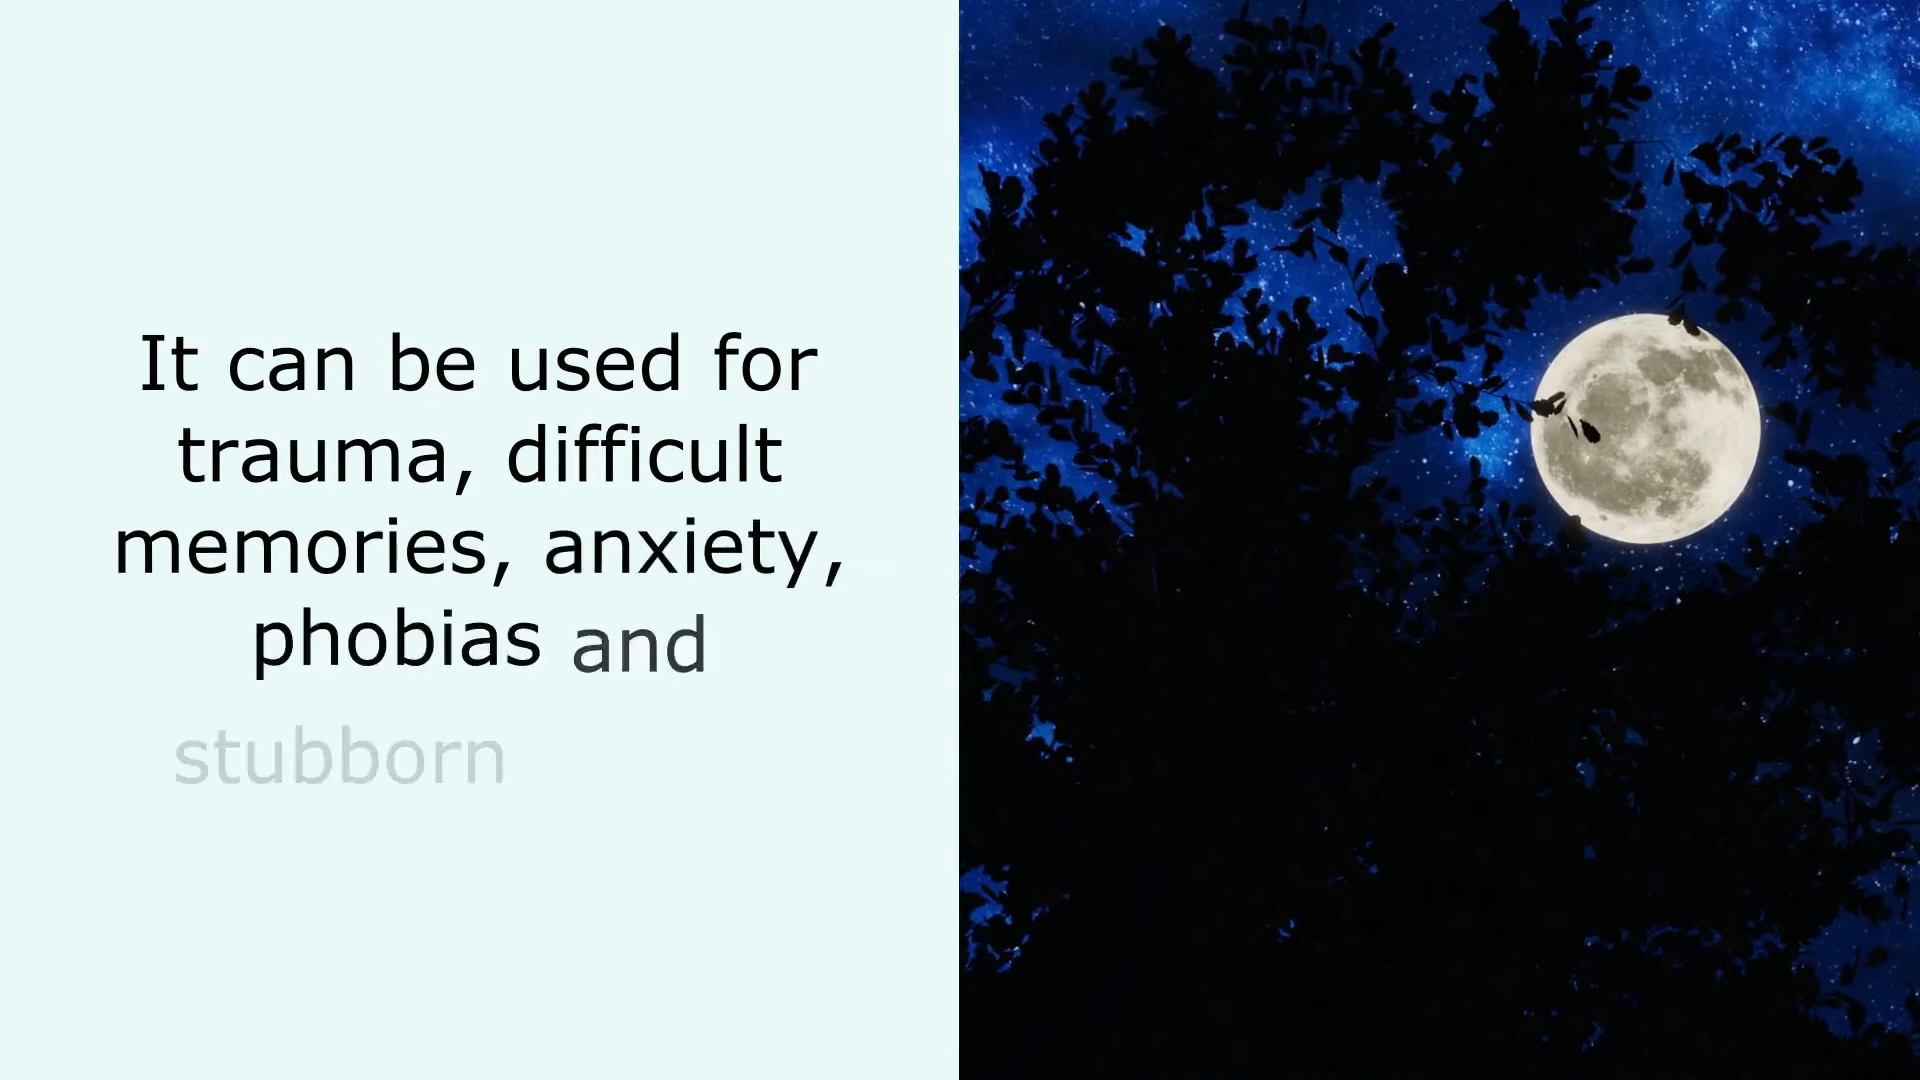 It can be used for
trauma, difficult
memories, anxiety,
phobias and
stubborn